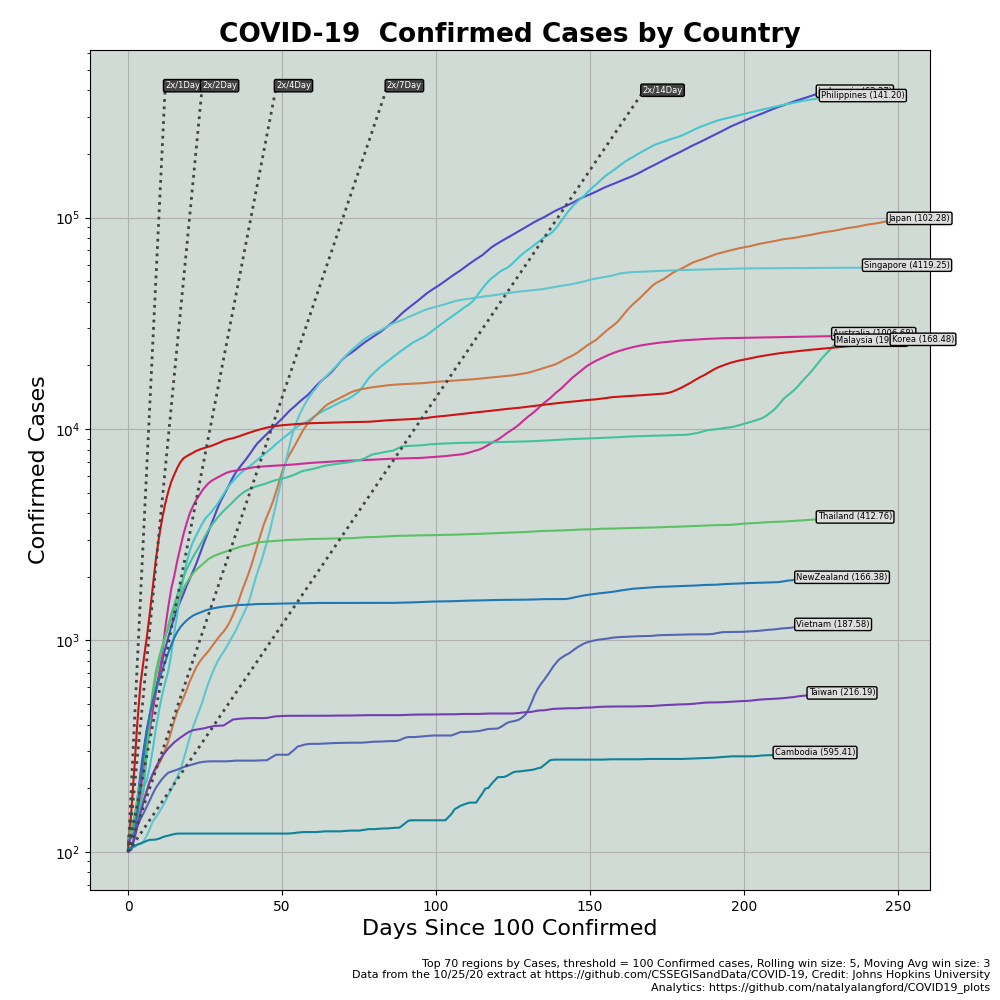 COVID-19 Confirmed Cases by Country
2x/1Day 2x/2Day 2x/4Day 2x/7Day 2x/14Day
Philippines (141.20)
10^5
Japan (102.28)
Singapore (4119.25)
Australia (1006.68)
Malaysia (19
Korea (168.48)
10^4
Thailand (412.76)
NewZealand (166.38)
10^3
Vietnam (187.58)
Taiwan (216.19)
Cambodia (595.41)
10^2
Confirmed Cases
0 50 100 150 200 250
Days Since 100 Confirmed
Top 70 regions by Cases, threshold = 100 Confirmed cases, Rolling win size: 5, Moving Avg win size: 3
Data from the 10/25/20 extract at https://github.com/CSSEGISandData/COVID-19, Credit: Johns Hopkins University
Analytics: https://github.com/natalyalangford/COVID19_plots